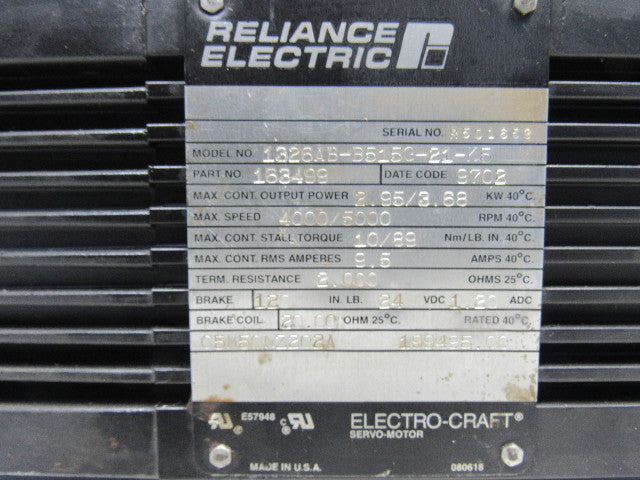 RELIANCE
ELECTRIC
SERIAL NO.
MODEL NO. 1326AB-B515G-21-K5
PART NO. 163499 DATE CODE 9702
MAX. CONT. OUTPUT POWER 2.95/3.68 KW 40°C.
MAX. SPEED 4000/5000 RPM 40°C.
MAX. CONT. STALL TORQUE 10/89 Nm/LB. IN. 40°C.
MAX. CONT. RMS AMPERES 9.5 AMPS 40°C.
TERM. RESISTANCE 2.000 OHMS 25°C.
BRAKE 120 IN. LB. 24 VDC 1.20 ADC
BRAKE COIL 20.00 OHM 25°C. RATED 40°C.
E57948
ELECTRO-CRAFT®
SERVO-MOTOR
MADE IN U.S.A. 080618